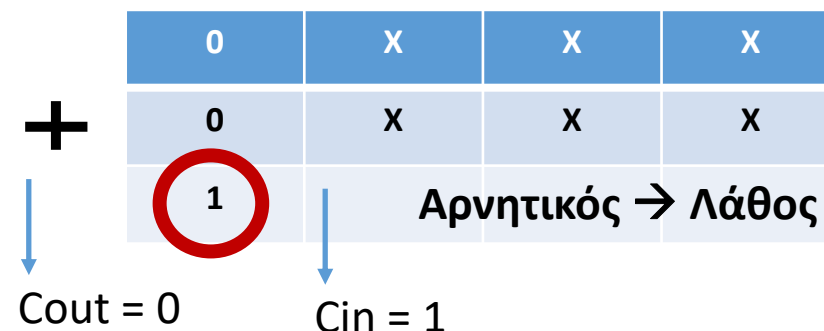 0 X X X
+ 0 X X X
1 Αρνητικός → Λάθος
Cout = 0 Cin = 1